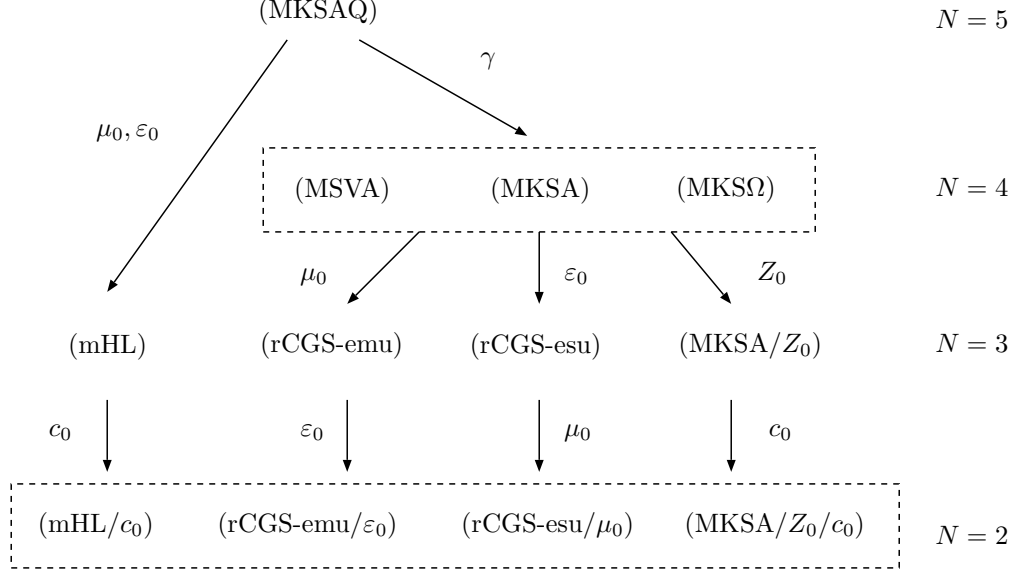 (MKSAQ) N = 5
γ
μ₀, ε₀
(MSVA) (MKSA) (MKSΩ) N = 4
μ₀ ε₀ Z₀
(mHL) (rCGS-emu) (rCGS-esu) (MKSA/Z₀) N = 3
c₀ ε₀ μ₀ c₀
(mHL/c₀) (rCGS-emu/ε₀) (rCGS-esu/μ₀) (MKSA/Z₀/c₀) N = 2